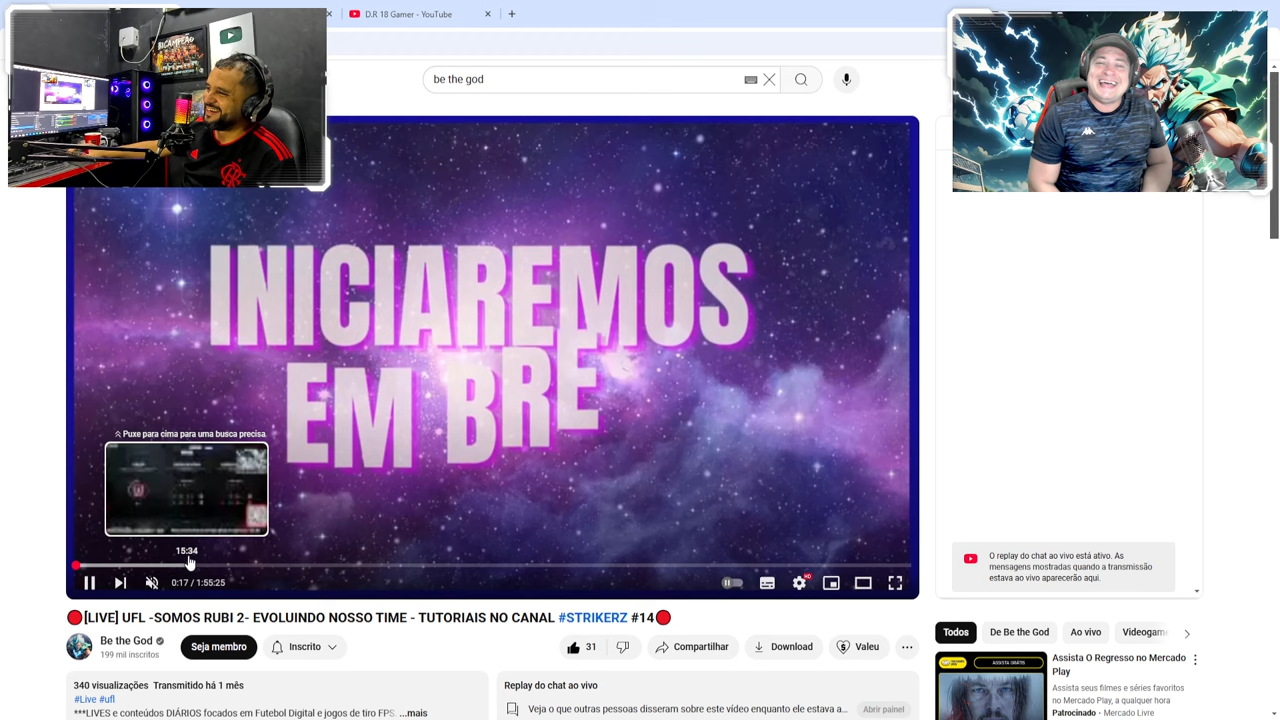 D.R 18 Gamer - YouTube
be the god
BICAMPEÃO
INICIAREMOS
EM BRE
Puxe para cima para uma busca precisa.
15:34
0:17 / 1:55:25
HD
O replay do chat ao vivo está ativo. As
mensagens mostradas quando a transmissão
estava ao vivo aparecerão aqui.
🔴[LIVE] UFL -SOMOS RUBI 2- EVOLUINDO NOSSO TIME - TUTORIAIS NO CANAL #STRIKERZ #14🔴
Be the God
199 mil inscritos
Seja membro
Inscrito
31
Compartilhar
Download
Valeu
340 visualizações Transmitido há 1 mês
#Live #ufl
***LIVES e conteúdos DIÁRIOS focados em Futebol Digital e jogos de tiro FPS. ...mais
Replay do chat ao vivo
Veja o que outras pessoas disseram sobre este vídeo enquanto ele estava a...
Abrir painel
Todos
De Be the God
Ao vivo
Videogam
ASSISTA GRÁTIS
Assista O Regresso no Mercado
Play
Assista seus filmes e séries favoritos
no Mercado Play, a qualquer hora
Patrocinado · Mercado Livre